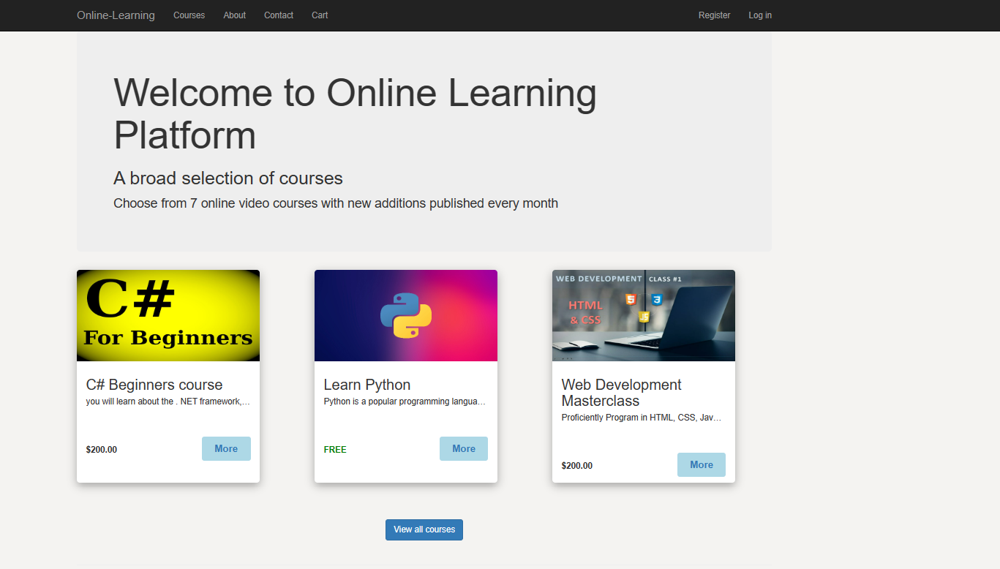 Online-Learning Courses About Contact Cart Register Log in
Welcome to Online Learning
Platform
A broad selection of courses
Choose from 7 online video courses with new additions published every month
C#
For Beginners
WEB DEVELOPMENT CLASS #1
HTML
& CSS
5 3
JS
C# Beginners course
you will learn about the . NET framework,...
$200.00 More
Learn Python
Python is a popular programming langua...
FREE More
Web Development
Masterclass
Proficiently Program in HTML, CSS, Jav...
$200.00 More
View all courses